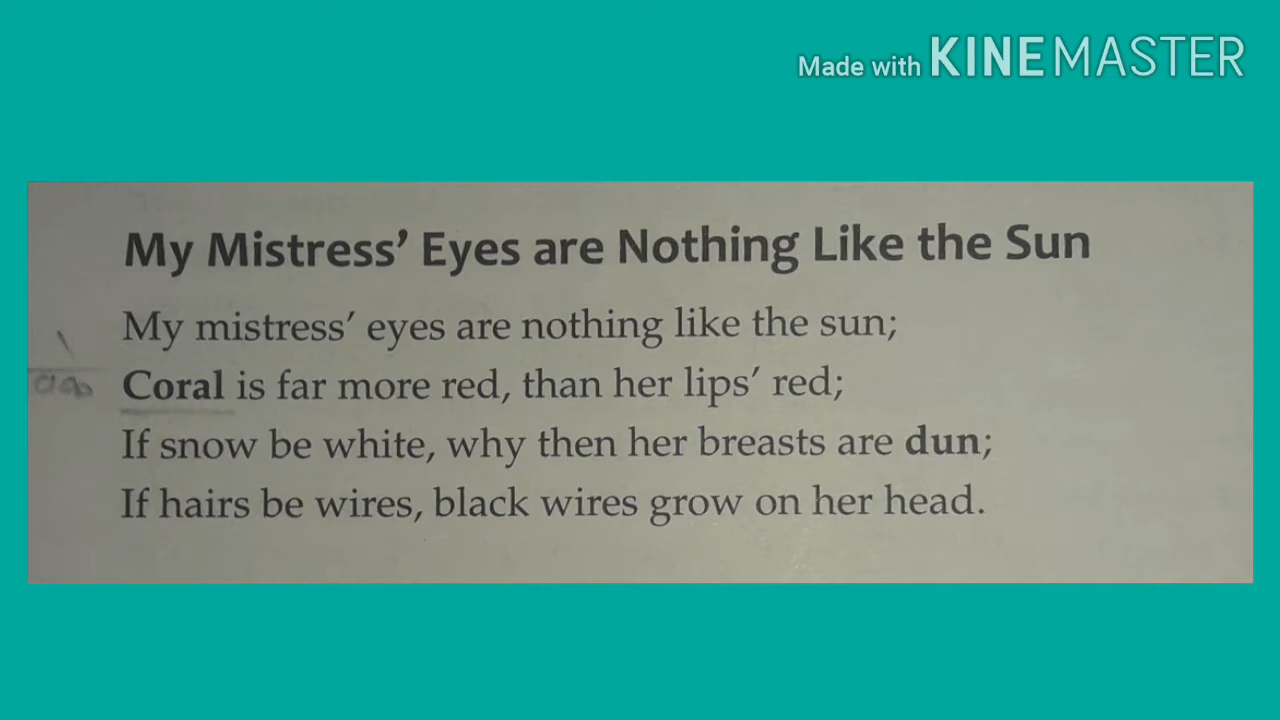 Made with KINEMASTER
My Mistress’ Eyes are Nothing Like the Sun
My mistress’ eyes are nothing like the sun;
Coral is far more red, than her lips’ red;
If snow be white, why then her breasts are dun;
If hairs be wires, black wires grow on her head.